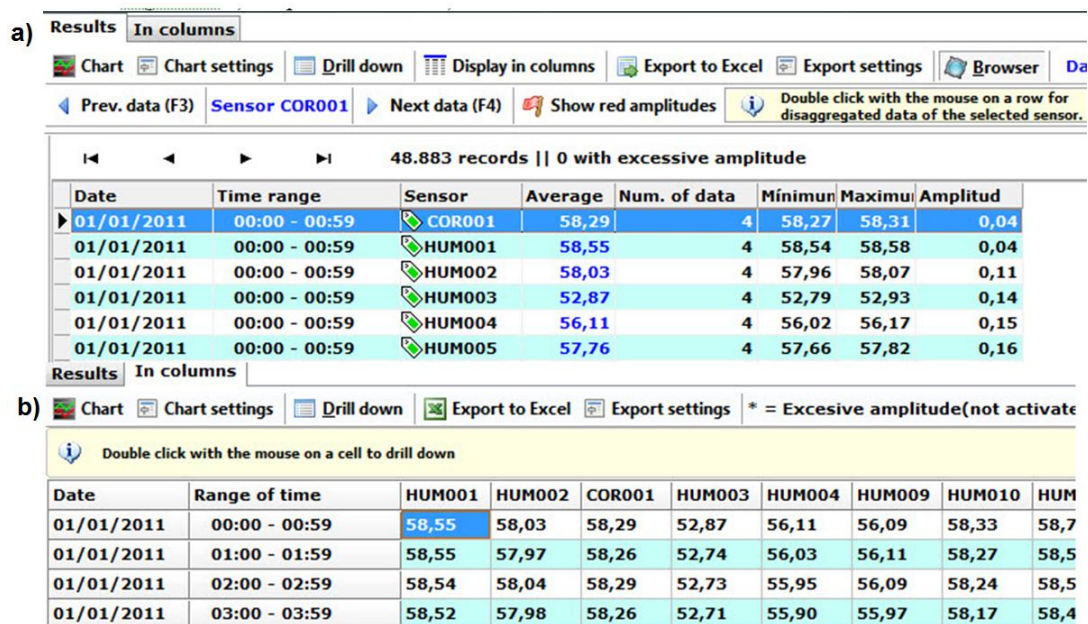 a) Results In columns
Chart Chart settings Drill down Display in columns Export to Excel Export settings Browser Da
Prev. data (F3) Sensor COR001 Next data (F4) Show red amplitudes Double click with the mouse on a row for
disaggregated data of the selected sensor.
48.883 records || 0 with excessive amplitude
Date Time range Sensor Average Num. of data Mínimun Maximui Amplitud
01/01/2011 00:00 - 00:59 COR001 58,29 4 58,27 58,31 0,04
01/01/2011 00:00 - 00:59 HUM001 58,55 4 58,54 58,58 0,04
01/01/2011 00:00 - 00:59 HUM002 58,03 4 57,96 58,07 0,11
01/01/2011 00:00 - 00:59 HUM003 52,87 4 52,79 52,93 0,14
01/01/2011 00:00 - 00:59 HUM004 56,11 4 56,02 56,17 0,15
01/01/2011 00:00 - 00:59 HUM005 57,76 4 57,66 57,82 0,16
Results In columns
b) Chart Chart settings Drill down Export to Excel Export settings * = Excesive amplitude(not activate
Double click with the mouse on a cell to drill down
Date Range of time HUM001 HUM002 COR001 HUM003 HUM004 HUM009 HUM010 HUM
01/01/2011 00:00 - 00:59 58,55 58,03 58,29 52,87 56,11 56,09 58,33 58,7
01/01/2011 01:00 - 01:59 58,55 57,97 58,26 52,74 56,03 56,11 58,27 58,5
01/01/2011 02:00 - 02:59 58,54 58,04 58,29 52,73 55,95 56,09 58,24 58,5
01/01/2011 03:00 - 03:59 58,52 57,98 58,26 52,71 55,90 55,97 58,17 58,4